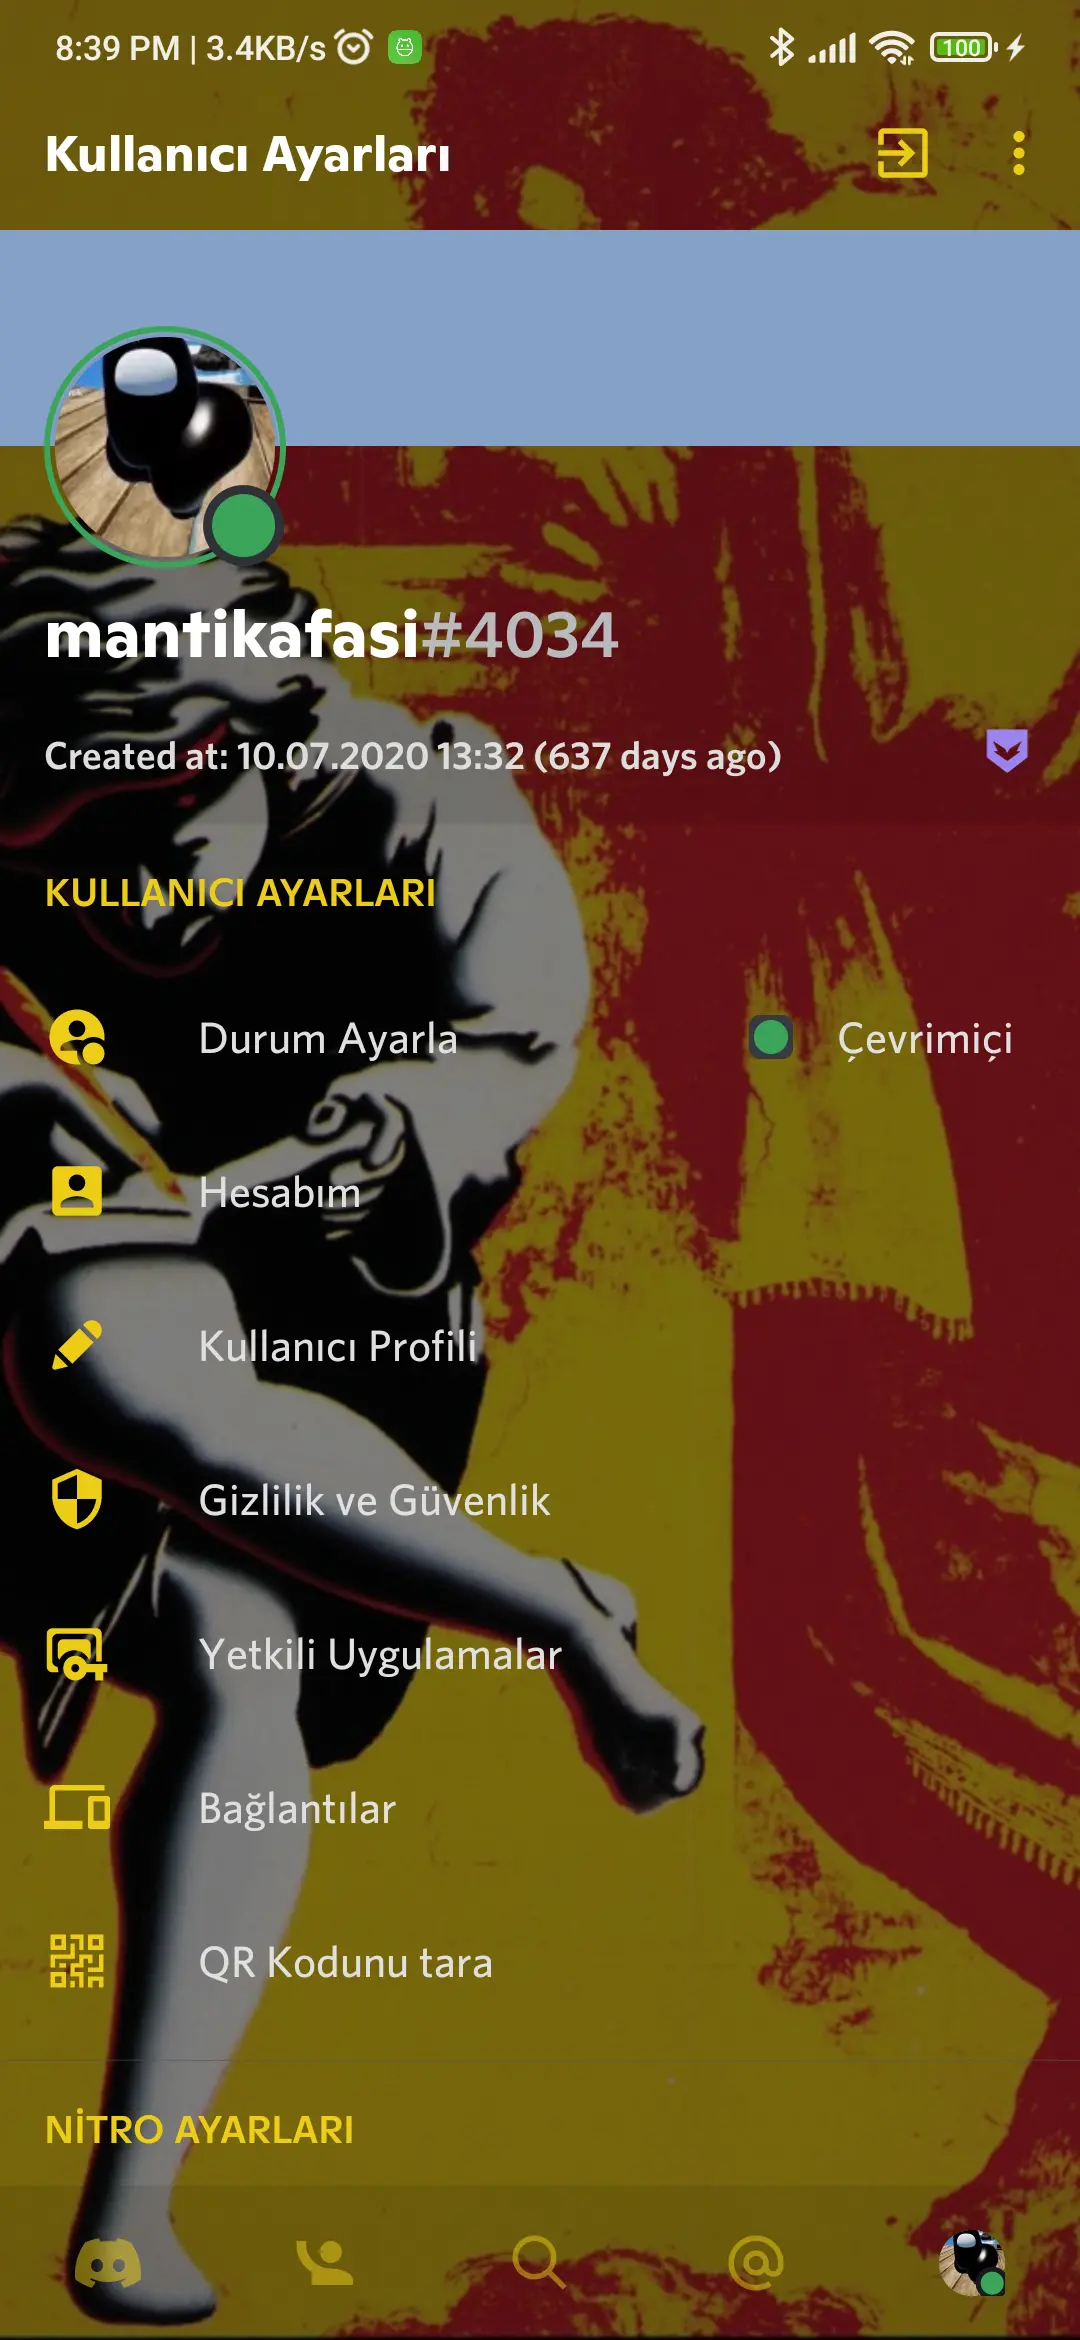 8:39 PM | 3.4KB/s 100
Kullanıcı Ayarları
mantikafasi#4034
Created at: 10.07.2020 13:32 (637 days ago)
KULLANICI AYARLARI
Durum Ayarla Çevrimiçi
Hesabım
Kullanıcı Profili
Gizlilik ve Güvenlik
Yetkili Uygulamalar
Bağlantılar
QR Kodunu tara
NİTRO AYARLARI